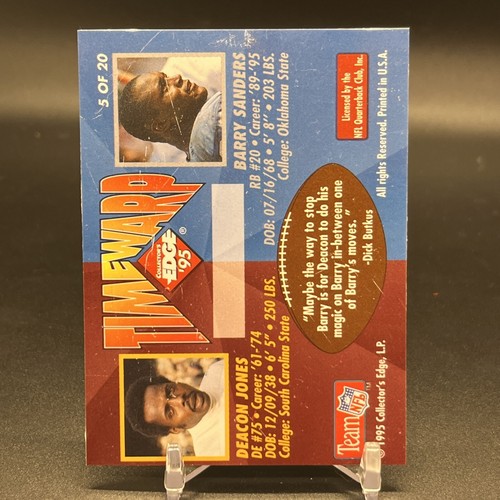 5 OF 20
TIMEWARP
COLLECTOR'S
EDGE®
'95
BARRY SANDERS
RB #20 • Career: '89-'95
DOB: 07/16/68 • 5' 8" • 203 LBS.
College: Oklahoma State
DEACON JONES
DE #75 • Career: '61-74
DOB: 12/09/38 • 6' 5" • 250 LBS.
College: South Carolina State
"Maybe the way to stop
Barry is for Deacon to do his
magic on Barry in-between one
of Barry's moves."
-Dick Butkus
Licensed by the
NFL Quarterback Club, Inc.
Team NFL™
© 1995 Collector's Edge, L.P.
All rights Reserved. Printed in U.S.A.